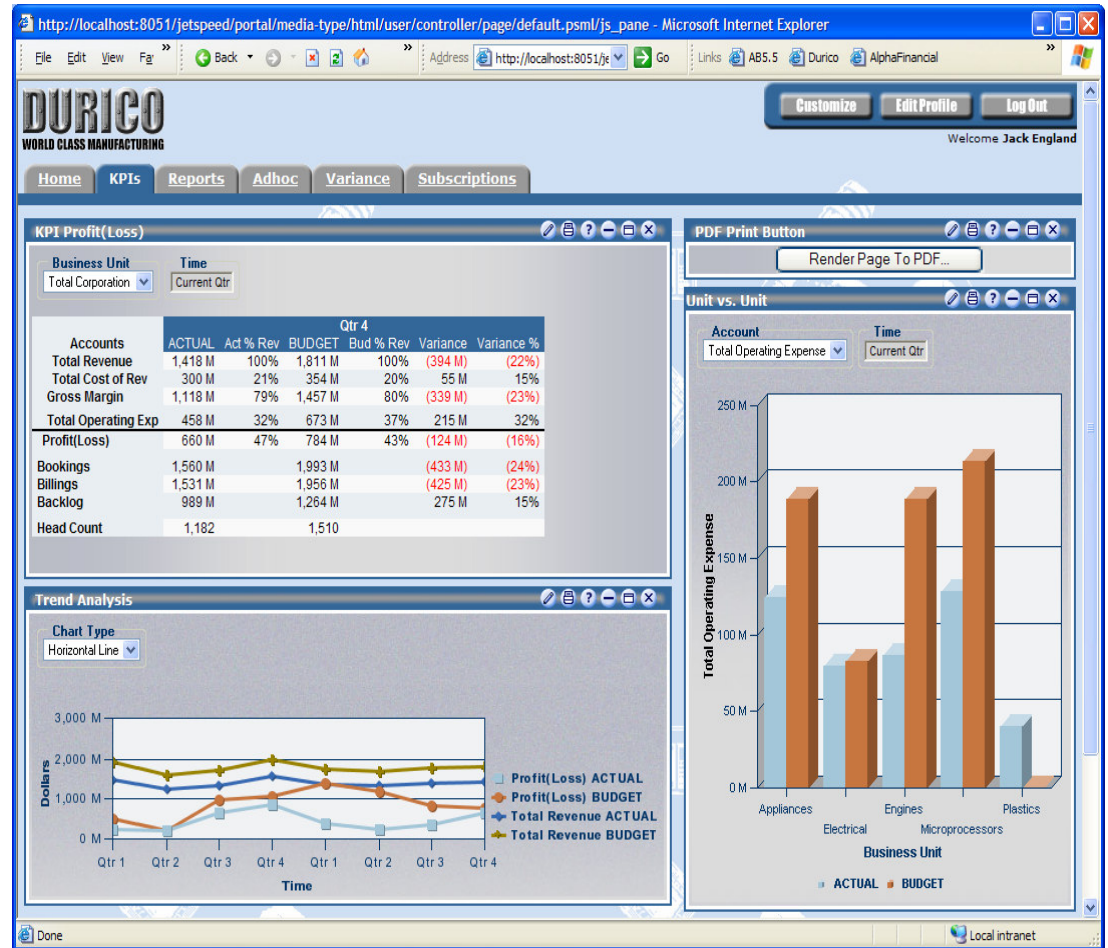 http://localhost:8051/jetspeed/portal/media-type/html/user/controller/page/default.psml/js_pane - Microsoft Internet Explorer
File Edit View Fa » Back » Address http://localhost:8051/je Go Links AB5.5 Durico AlphaFinancial »
DURICO
WORLD CLASS MANUFACTURING
Customize Edit Profile Log Out
Welcome Jack England
Home KPIs Reports Adhoc Variance Subscriptions
KPI Profit(Loss)
Business Unit Time
Total Corporation Current Qtr
Qtr 4
Accounts ACTUAL Act % Rev BUDGET Bud % Rev Variance Variance %
Total Revenue 1,418 M 100% 1,811 M 100% (394 M) (22%)
Total Cost of Rev 300 M 21% 354 M 20% 55 M 15%
Gross Margin 1,118 M 79% 1,457 M 80% (339 M) (23%)
Total Operating Exp 458 M 32% 673 M 37% 215 M 32%
Profit(Loss) 660 M 47% 784 M 43% (124 M) (16%)
Bookings 1,560 M 1,993 M (433 M) (24%)
Billings 1,531 M 1,956 M (425 M) (23%)
Backlog 989 M 1,264 M 275 M 15%
Head Count 1,182 1,510
PDF Print Button
Render Page To PDF...
Unit vs. Unit
Account Time
Total Operating Expense Current Qtr
250 M
200 M
150 M
100 M
50 M
0 M
Total Operating Expense
Appliances Engines Plastics
Electrical Microprocessors
Business Unit
ACTUAL BUDGET
Trend Analysis
Chart Type
Horizontal Line
3,000 M
2,000 M
1,000 M
0 M
Dollars
Qtr 1 Qtr 2 Qtr 3 Qtr 4 Qtr 1 Qtr 2 Qtr 3 Qtr 4
Time
Profit(Loss) ACTUAL
Profit(Loss) BUDGET
Total Revenue ACTUAL
Total Revenue BUDGET
Done Local intranet